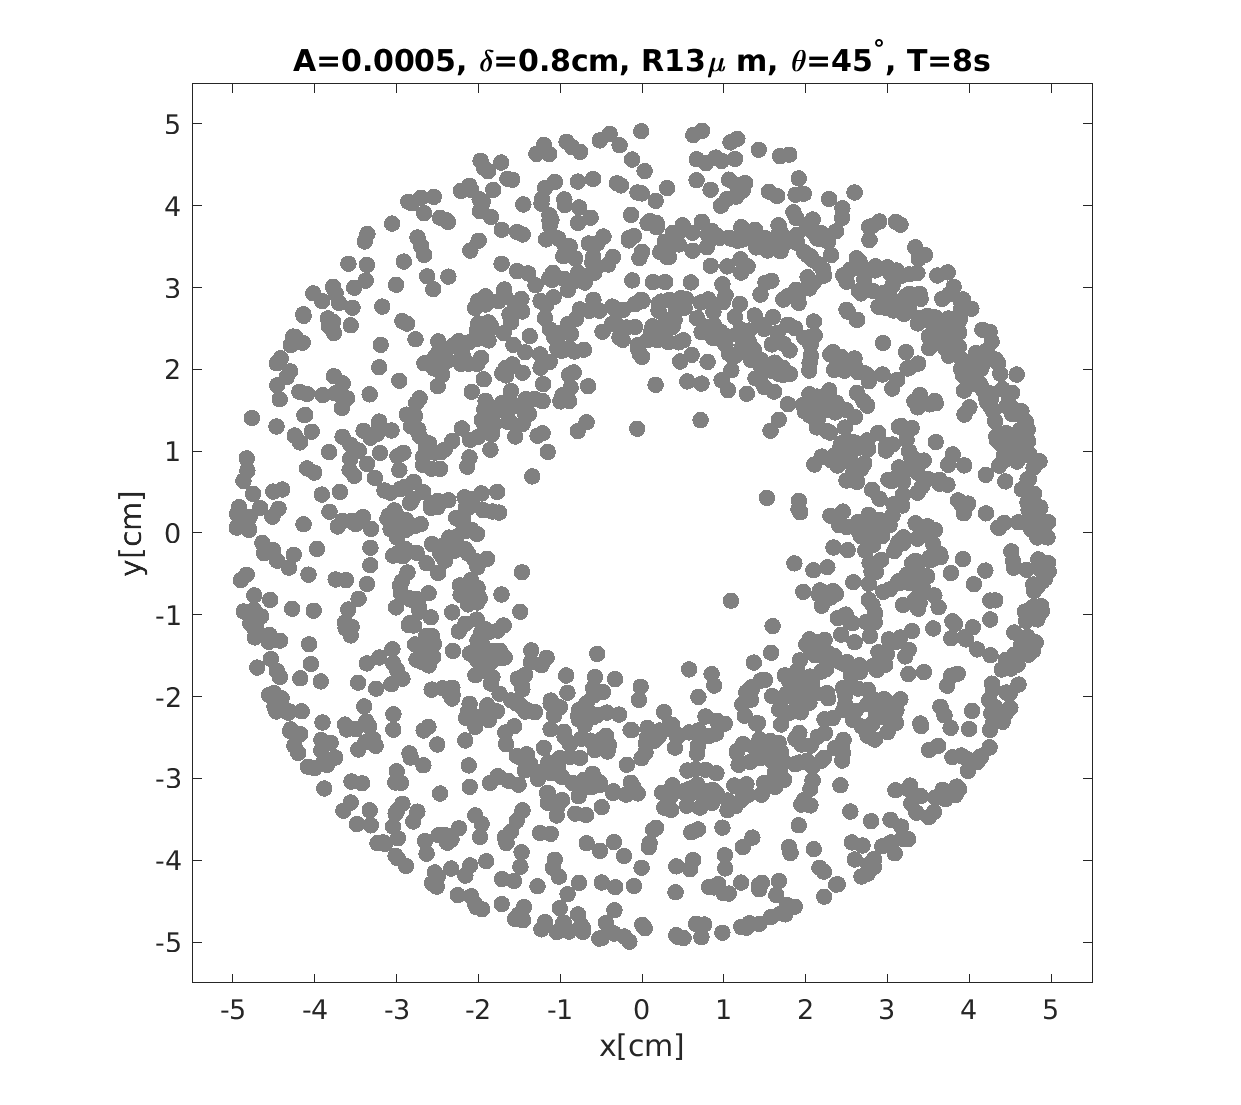 A=0.0005, δ=0.8cm, R13μ m, θ=45°, T=8s
5
4
3
2
1
0
-1
-2
-3
-4
-5
y[cm]
-5 -4 -3 -2 -1 0 1 2 3 4 5
x[cm]